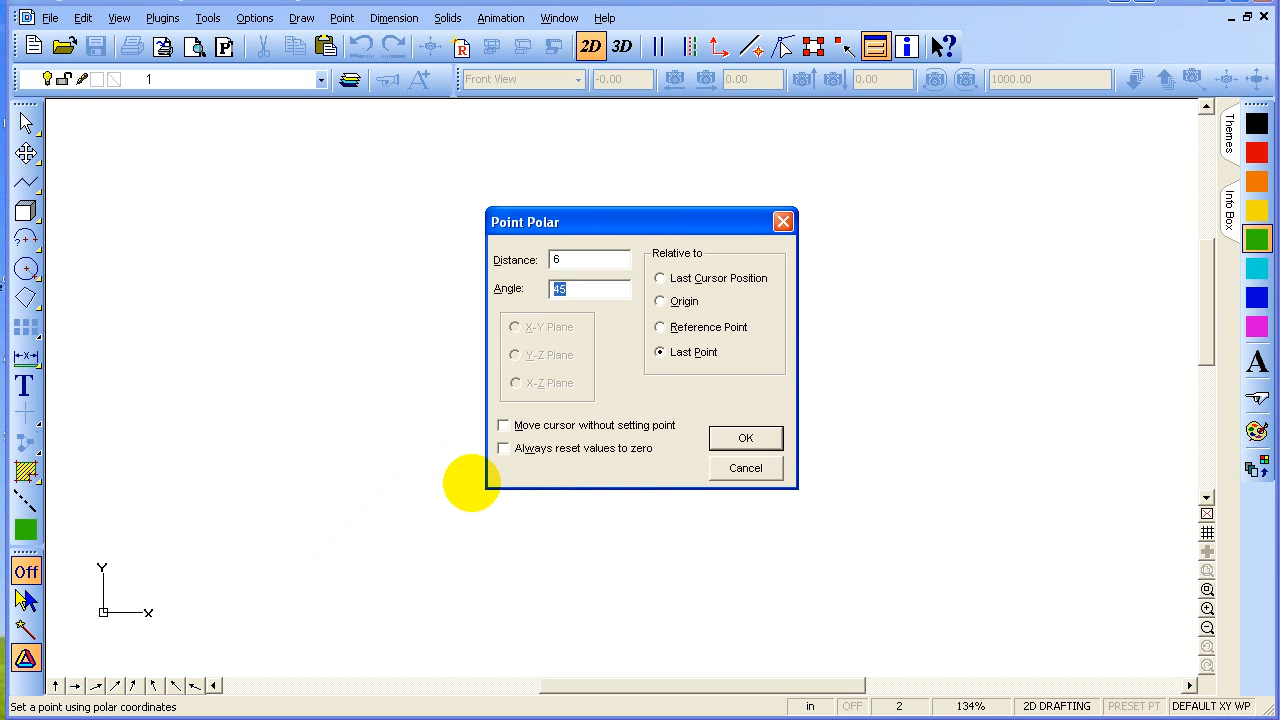 File Edit View Plugins Tools Options Draw Point Dimension Solids Animation Window Help
P R 2D 3D i ?
1 A Front View -0.00 0.00 0.00 1000.00
Themes
Info Box
Point Polar
Distance: 6
Angle: 45
Relative to
Last Cursor Position
Origin
Reference Point
Last Point
X-Y Plane
Y-Z Plane
X-Z Plane
Move cursor without setting point
Always reset values to zero
OK
Cancel
T
A
Off
Y
X
Set a point using polar coordinates in OFF 2 134% 2D DRAFTING PRESET PT DEFAULT XY WP